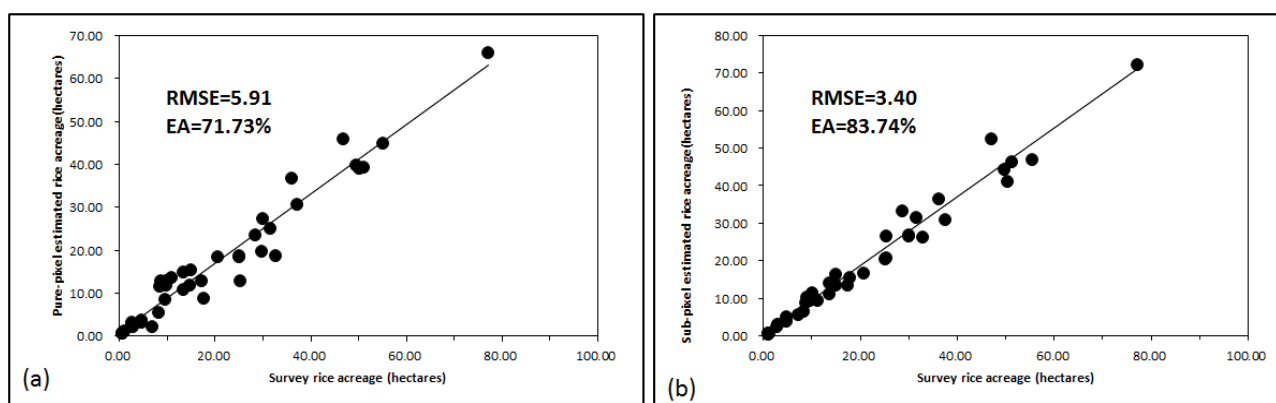 70.00
60.00
50.00
40.00
30.00
20.00
10.00
0.00
0.00 20.00 40.00 60.00 80.00 100.00
Pure-pixel estimated rice acreage(hectares)
Survey rice acreage (hectares)
RMSE=5.91
EA=71.73%
(a)
80.00
70.00
60.00
50.00
40.00
30.00
20.00
10.00
0.00
0.00 20.00 40.00 60.00 80.00 100.00
Sub-pixel estimated rice acreage(hectares)
Survey rice acreage (hectares)
RMSE=3.40
EA=83.74%
(b)